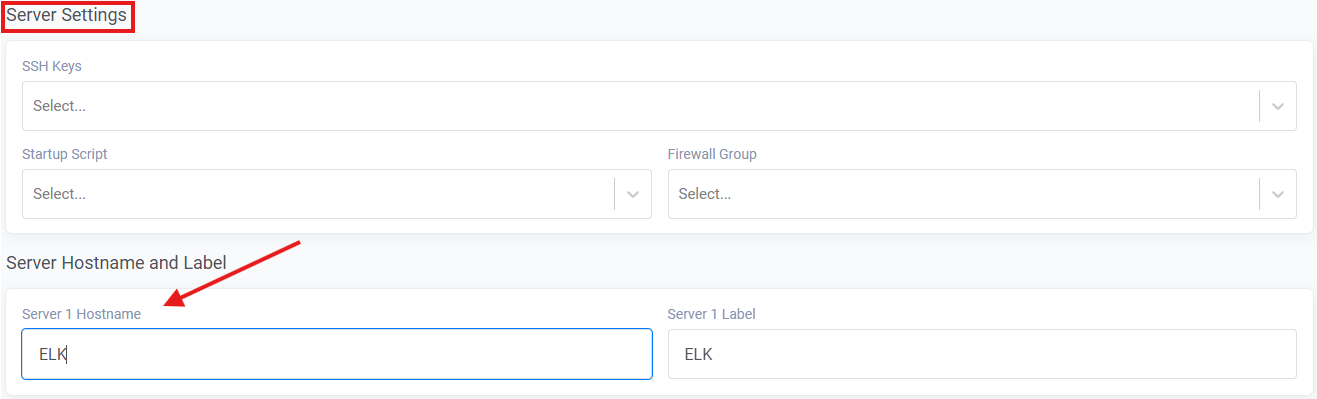 Server Settings
SSH Keys
Select...
Startup Script Firewall Group
Select... Select...
Server Hostname and Label
Server 1 Hostname Server 1 Label
ELK ELK